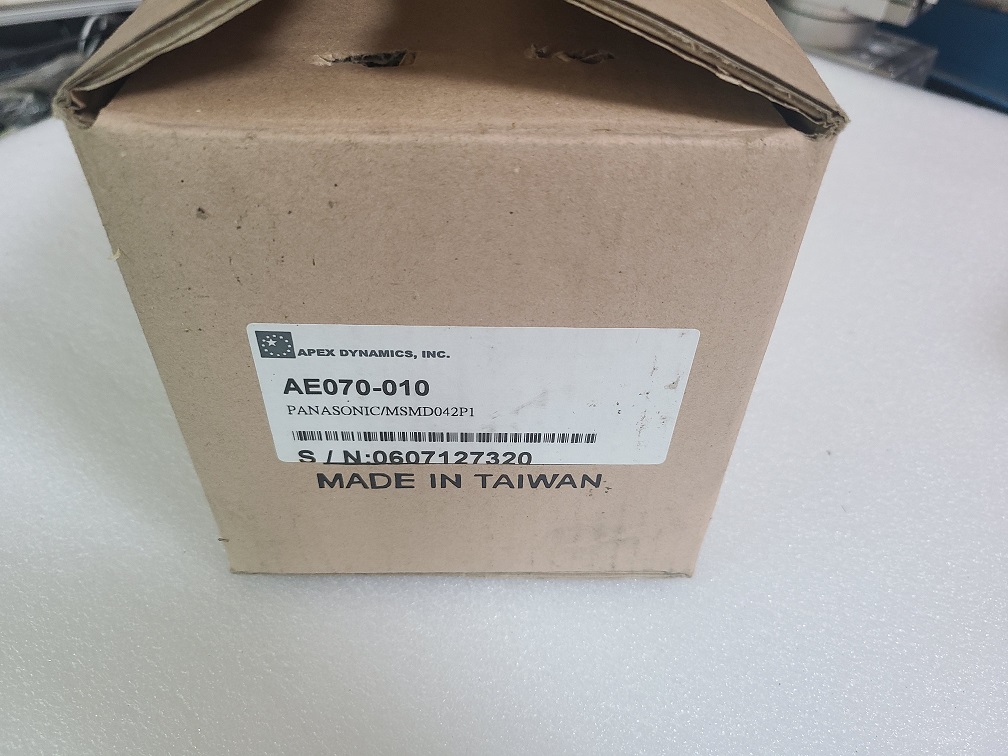 APEX DYNAMICS, INC.
AE070-010
PANASONIC/MSMD042P1
S / N:0607127320
MADE IN TAIWAN